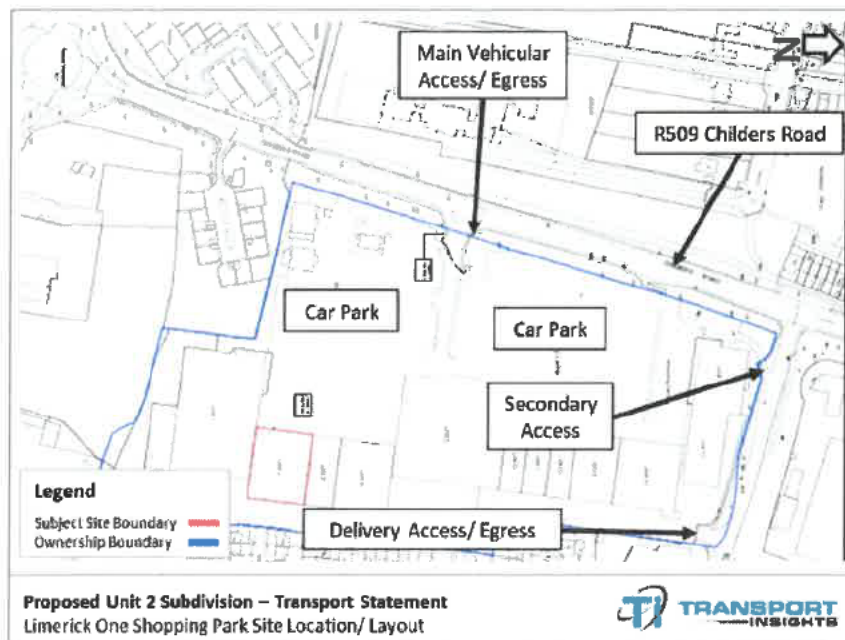 Main Vehicular
Access/ Egress
N
R509 Childers Road
Car Park
Car Park
Secondary
Access
Legend
Subject Site Boundary
Ownership Boundary
Delivery Access/ Egress
Proposed Unit 2 Subdivision – Transport Statement
Limerick One Shopping Park Site Location/ Layout
Ti TRANSPORT
INSIGHTS